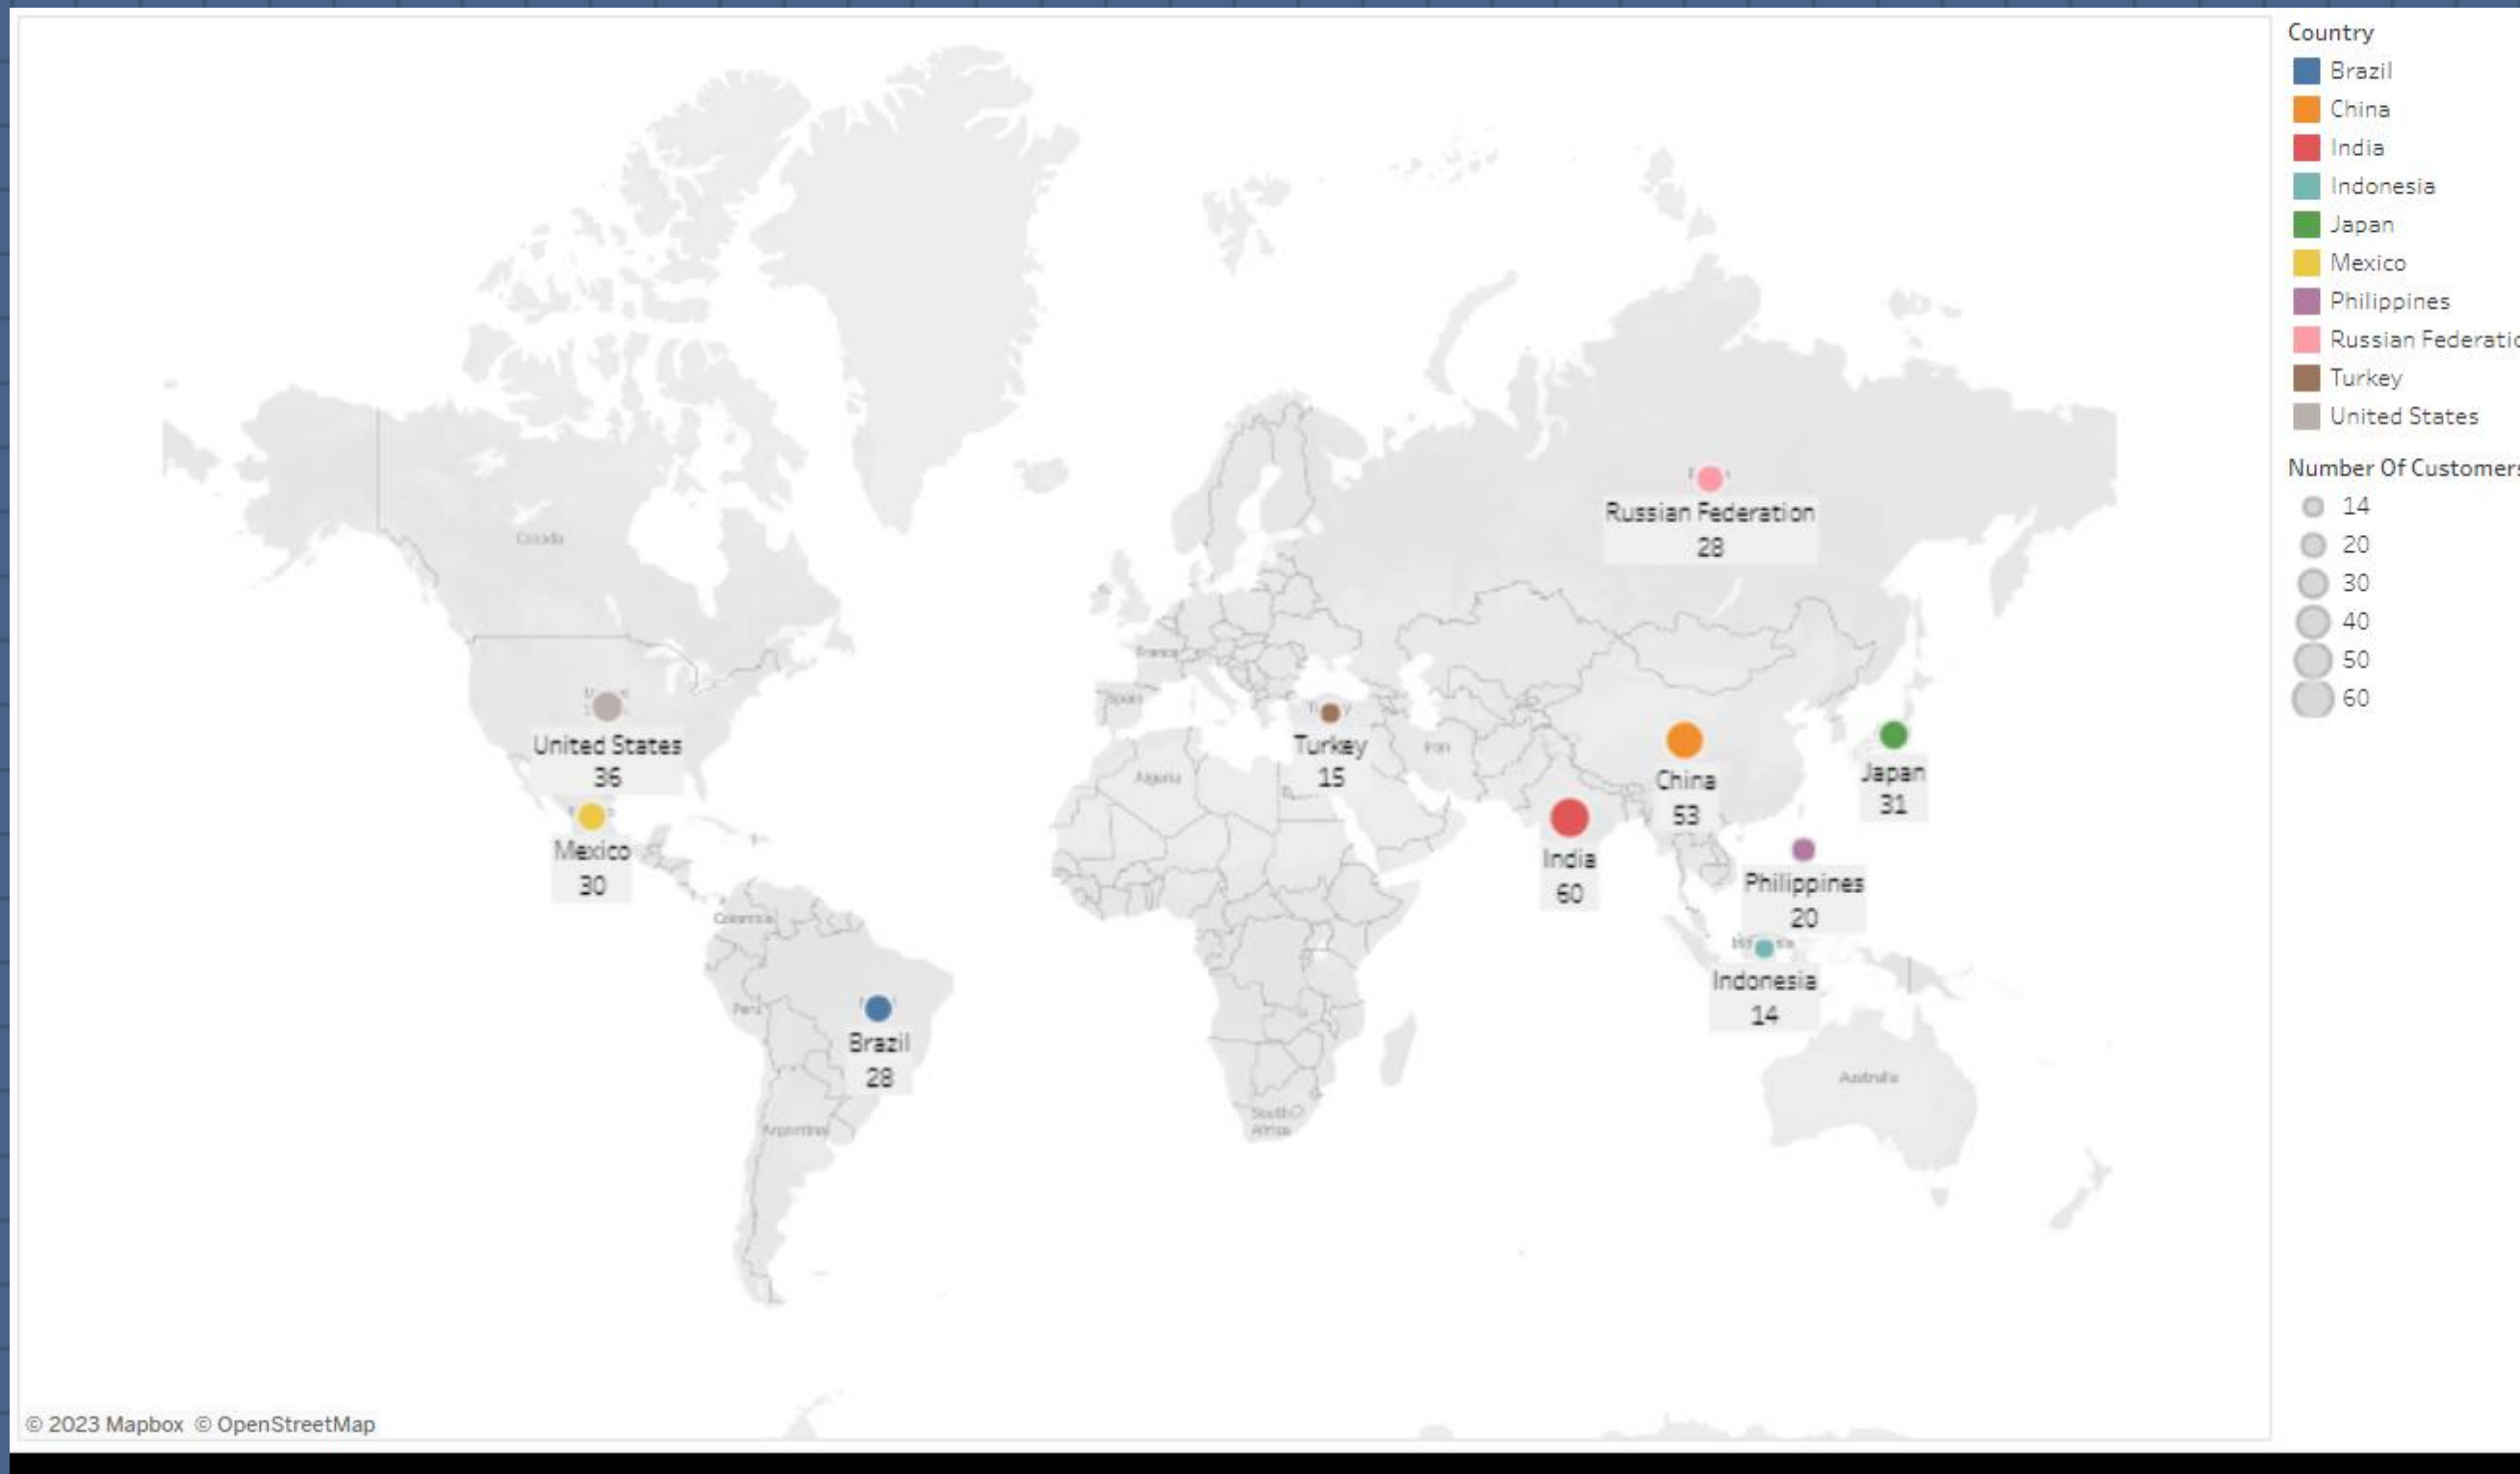 Country
Brazil
China
India
Indonesia
Japan
Mexico
Philippines
Russian Federatio
Turkey
United States
Number Of Customers
14
20
30
40
50
60
Canada
Russian Federation
28
France
Spain
United States
36
Turkey
15
Iran
China
53
Japan
31
Algeria
Mexico
30
India
60
Philippines
20
Colombia
Indonesia
14
Peru
Brazil
28
Australia
South
Africa
Argentina
© 2023 Mapbox © OpenStreetMap